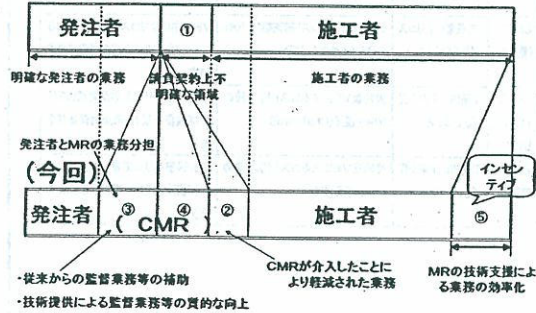 発注者 ① 施工者
明確な発注者の業務 請負契約上不 施工者の業務
明確な領域
発注者とMRの業務分担
(今回)
インセン
ティブ
発注者 ③ ④ ② 施工者 ⑤
( CMR )
・従来からの監督業務等の補助
・技術提供による監督業務等の質的な向上
CMRが介入したことに
より軽減された業務
MRの技術支援によ
る業務の効率化